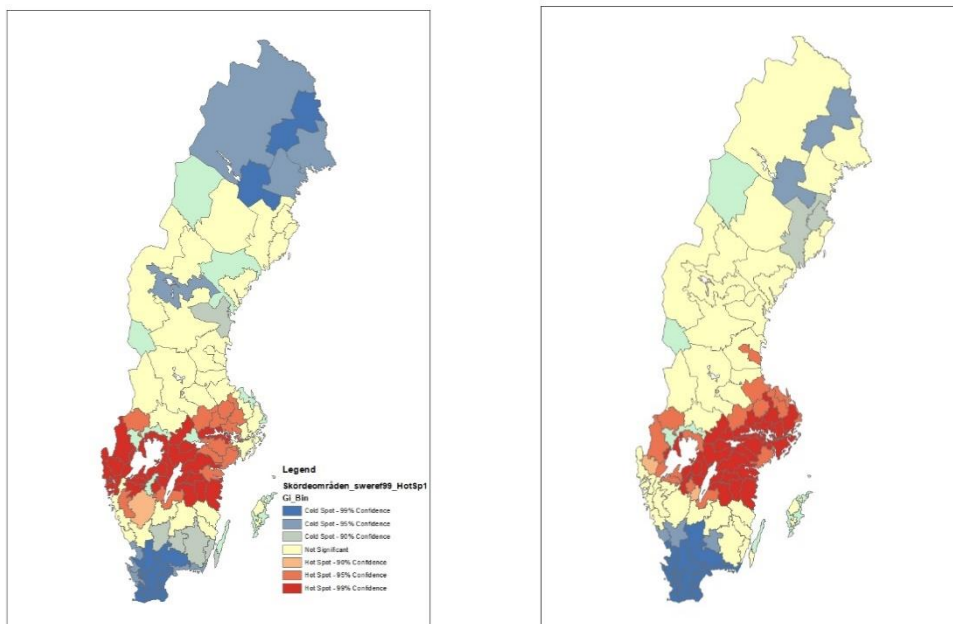 Legend
Skördeområden_sweref99_HotSp1
Gi_Bin
Cold Spot - 99% Confidence
Cold Spot - 95% Confidence
Cold Spot - 90% Confidence
Not Significant
Hot Spot - 90% Confidence
Hot Spot - 95% Confidence
Hot Spot - 99% Confidence